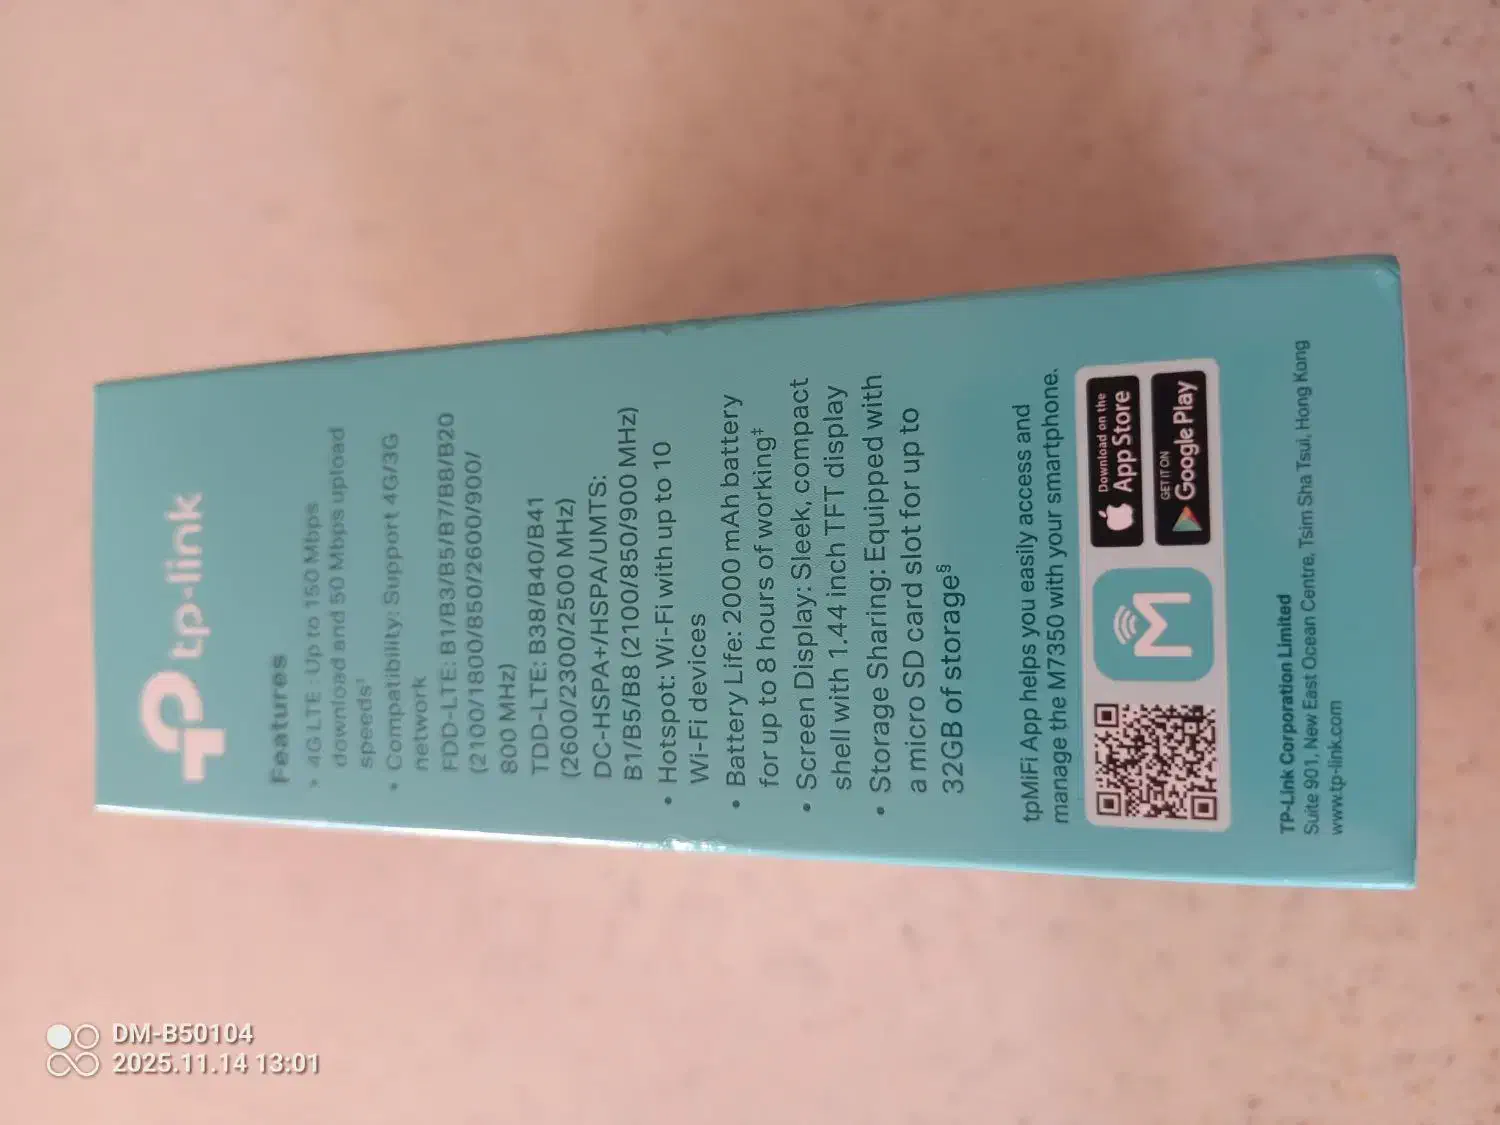 tp-link
Features
• 4G LTE : Up to 150 Mbps
download and 50 Mbps upload
speeds†
• Compatibility: Support 4G/3G
network
FDD-LTE: B1/B3/B5/B7/B8/B20
(2100/1800/850/2600/900/
800 MHz)
TDD-LTE: B38/B40/B41
(2600/2300/2500 MHz)
DC-HSPA+/HSPA/UMTS:
B1/B5/B8 (2100/850/900 MHz)
• Hotspot: Wi-Fi with up to 10
Wi-Fi devices
• Battery Life: 2000 mAh battery
for up to 8 hours of working‡
• Screen Display: Sleek, compact
shell with 1.44 inch TFT display
• Storage Sharing: Equipped with
a micro SD card slot for up to
32GB of storage§
tpMiFi App helps you easily access and
manage the M7350 with your smartphone.
M
Download on the
App Store
GET IT ON
Google Play
TP-Link Corporation Limited
Suite 901, New East Ocean Centre, Tsim Sha Tsui, Hong Kong
www.tp-link.com
DM-B50104
2025.11.14 13:01